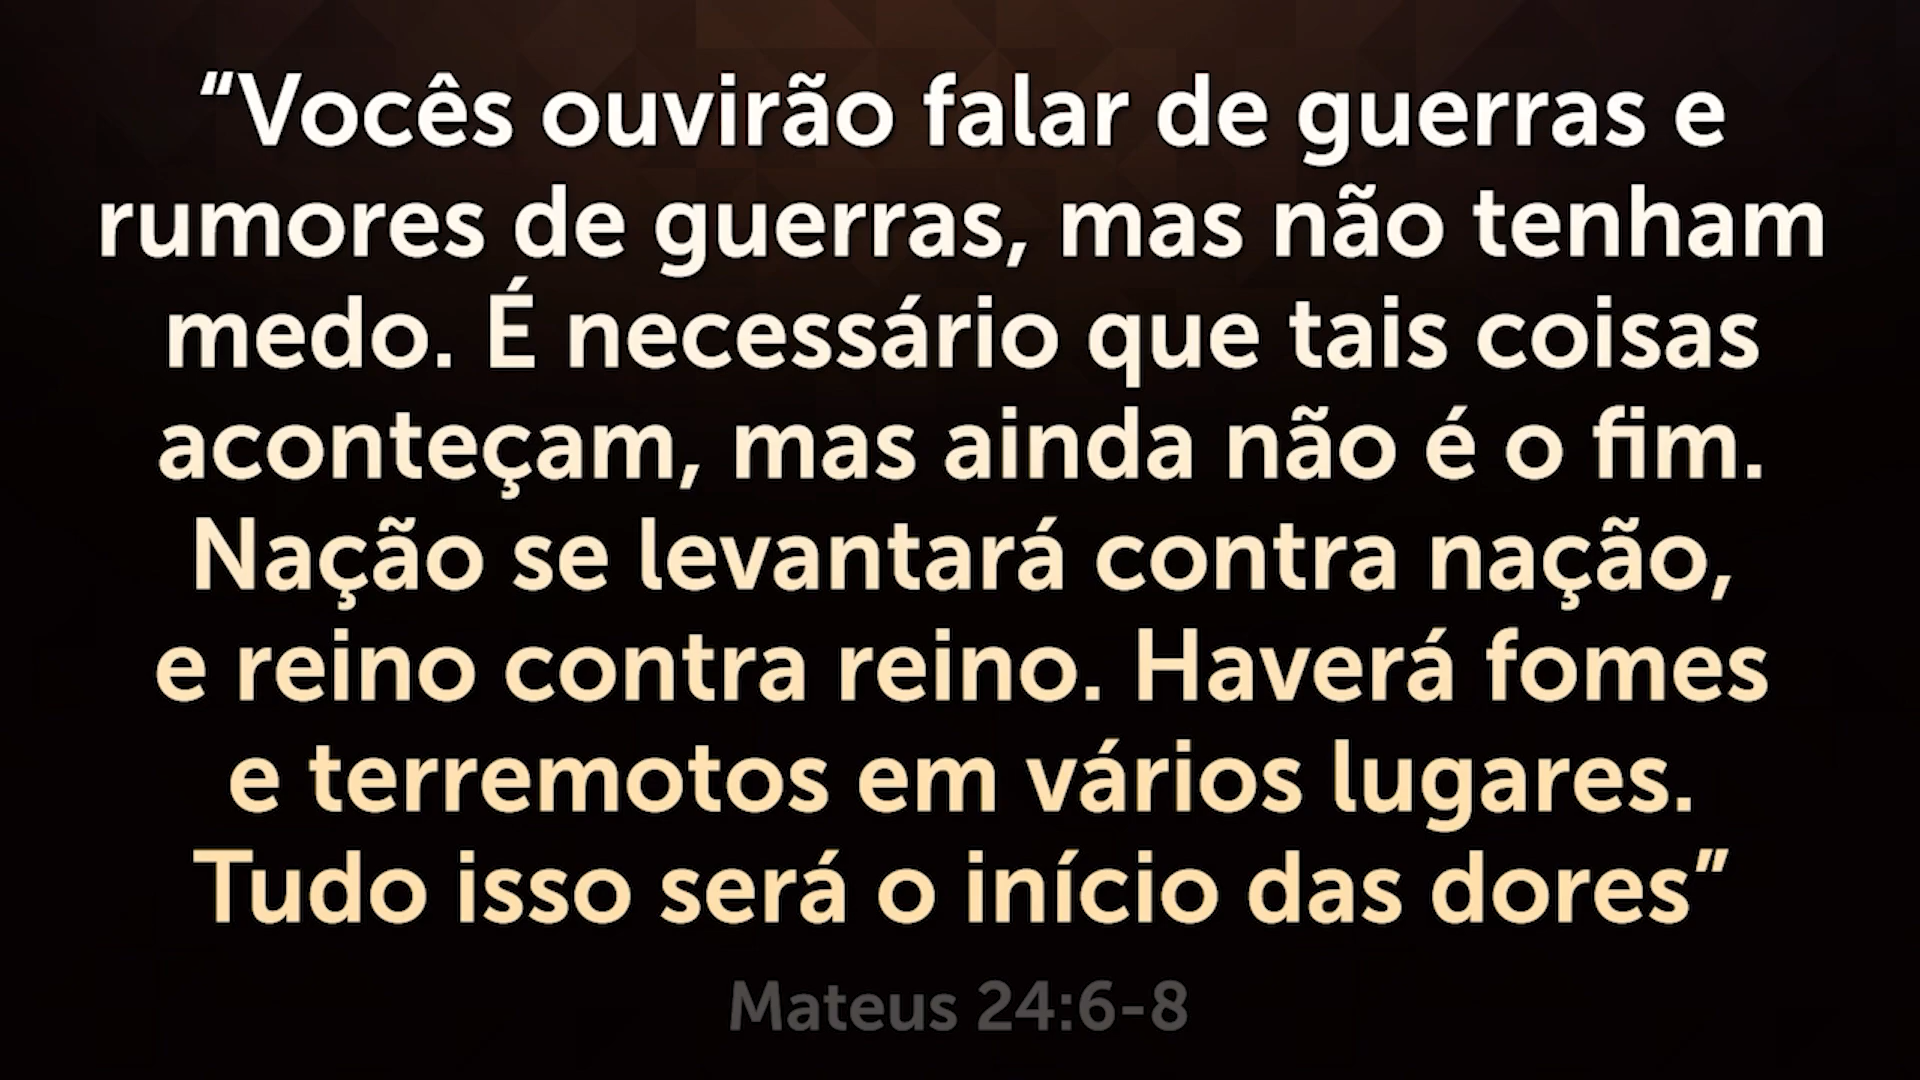 “Vocês ouvirão falar de guerras e
rumores de guerras, mas não tenham
medo. É necessário que tais coisas
aconteçam, mas ainda não é o fim.
Nação se levantará contra nação,
e reino contra reino. Haverá fomes
e terremotos em vários lugares.
Tudo isso será o início das dores”
Mateus 24:6-8